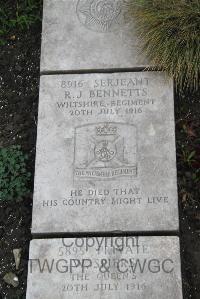 8916 SERJEANT
R. J. BENNETTS
WILTSHIRE REGIMENT
20TH JULY 1916
THE WILTSHIRE REGIMENT
HE DIED THAT
HIS COUNTRY MIGHT LIVE
PRIVATE
Copyright
TWGPP & ©CWGC
THE QUEEN'S
20TH JULY 1916